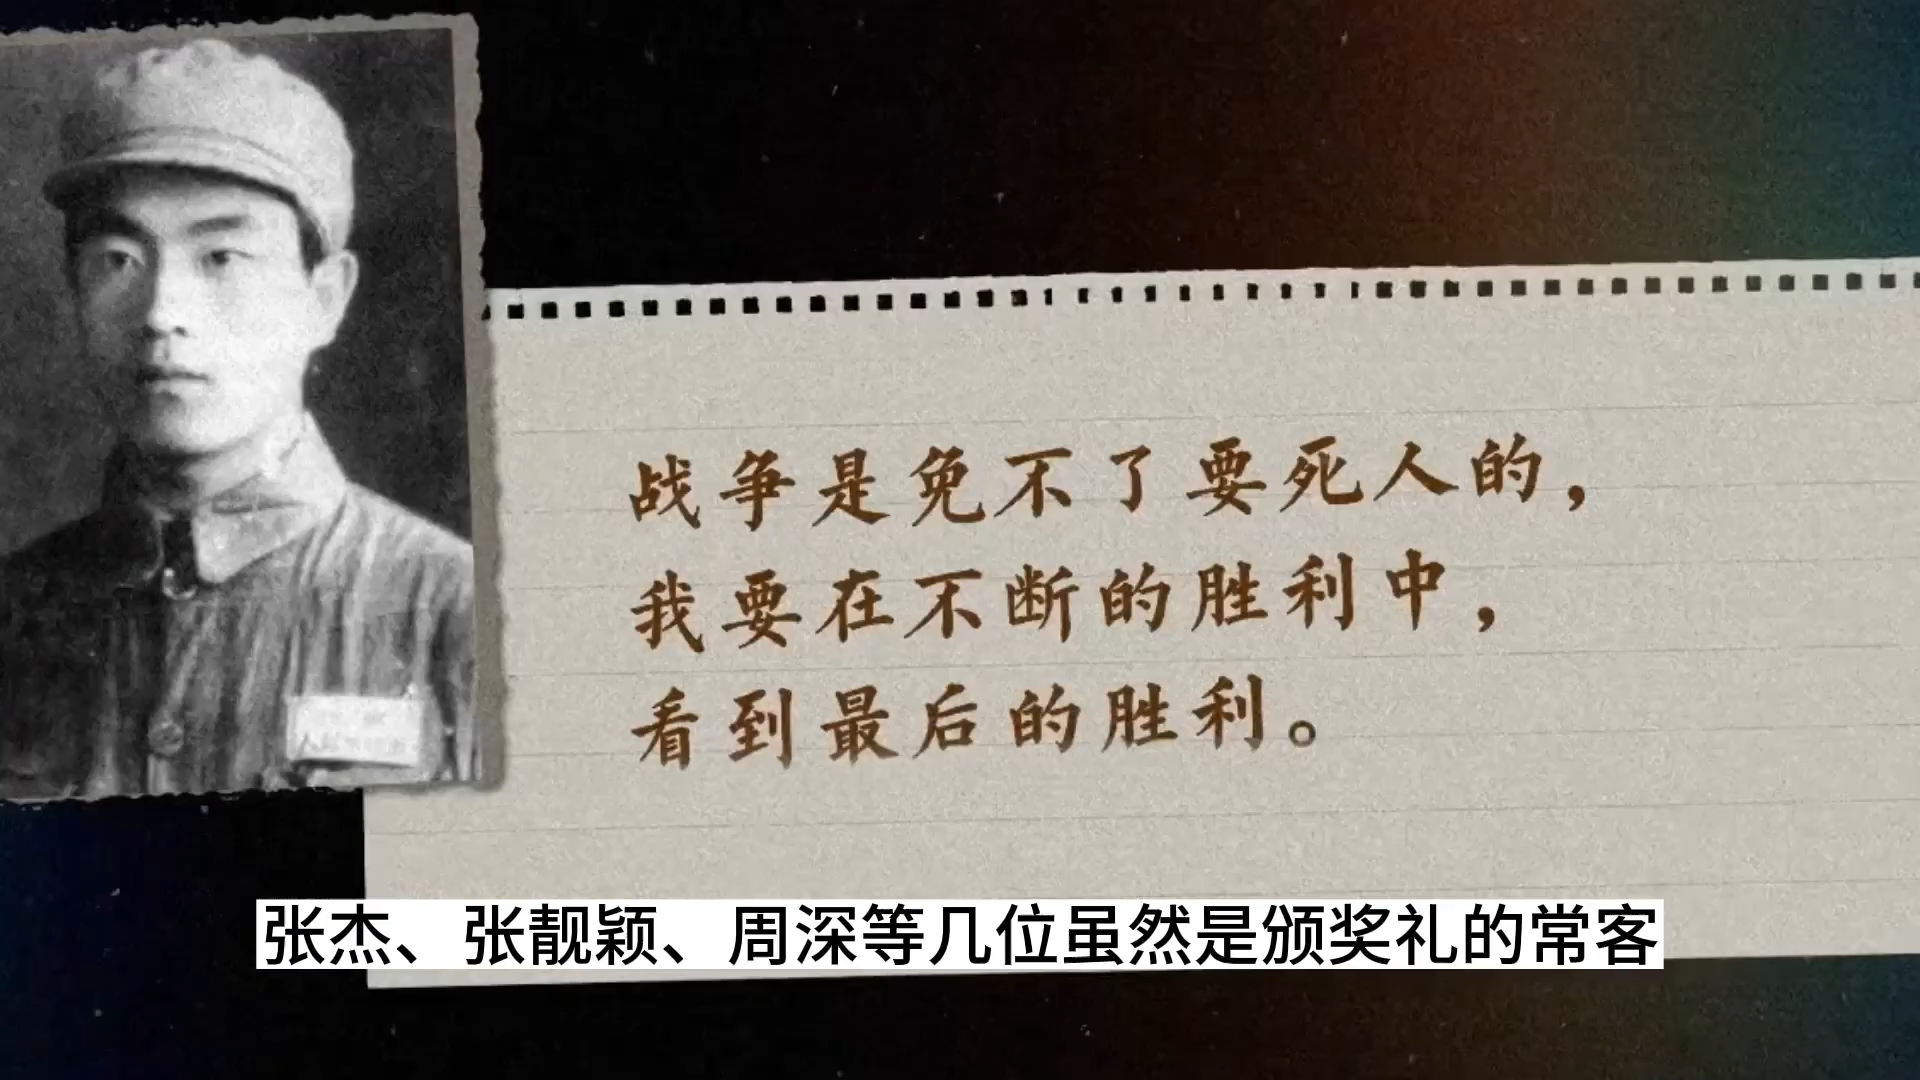 战争是免不了要死人的，
我要在不断的胜利中，
看到最后的胜利。
张杰、张靓颖、周深等几位虽然是颁奖礼的常客